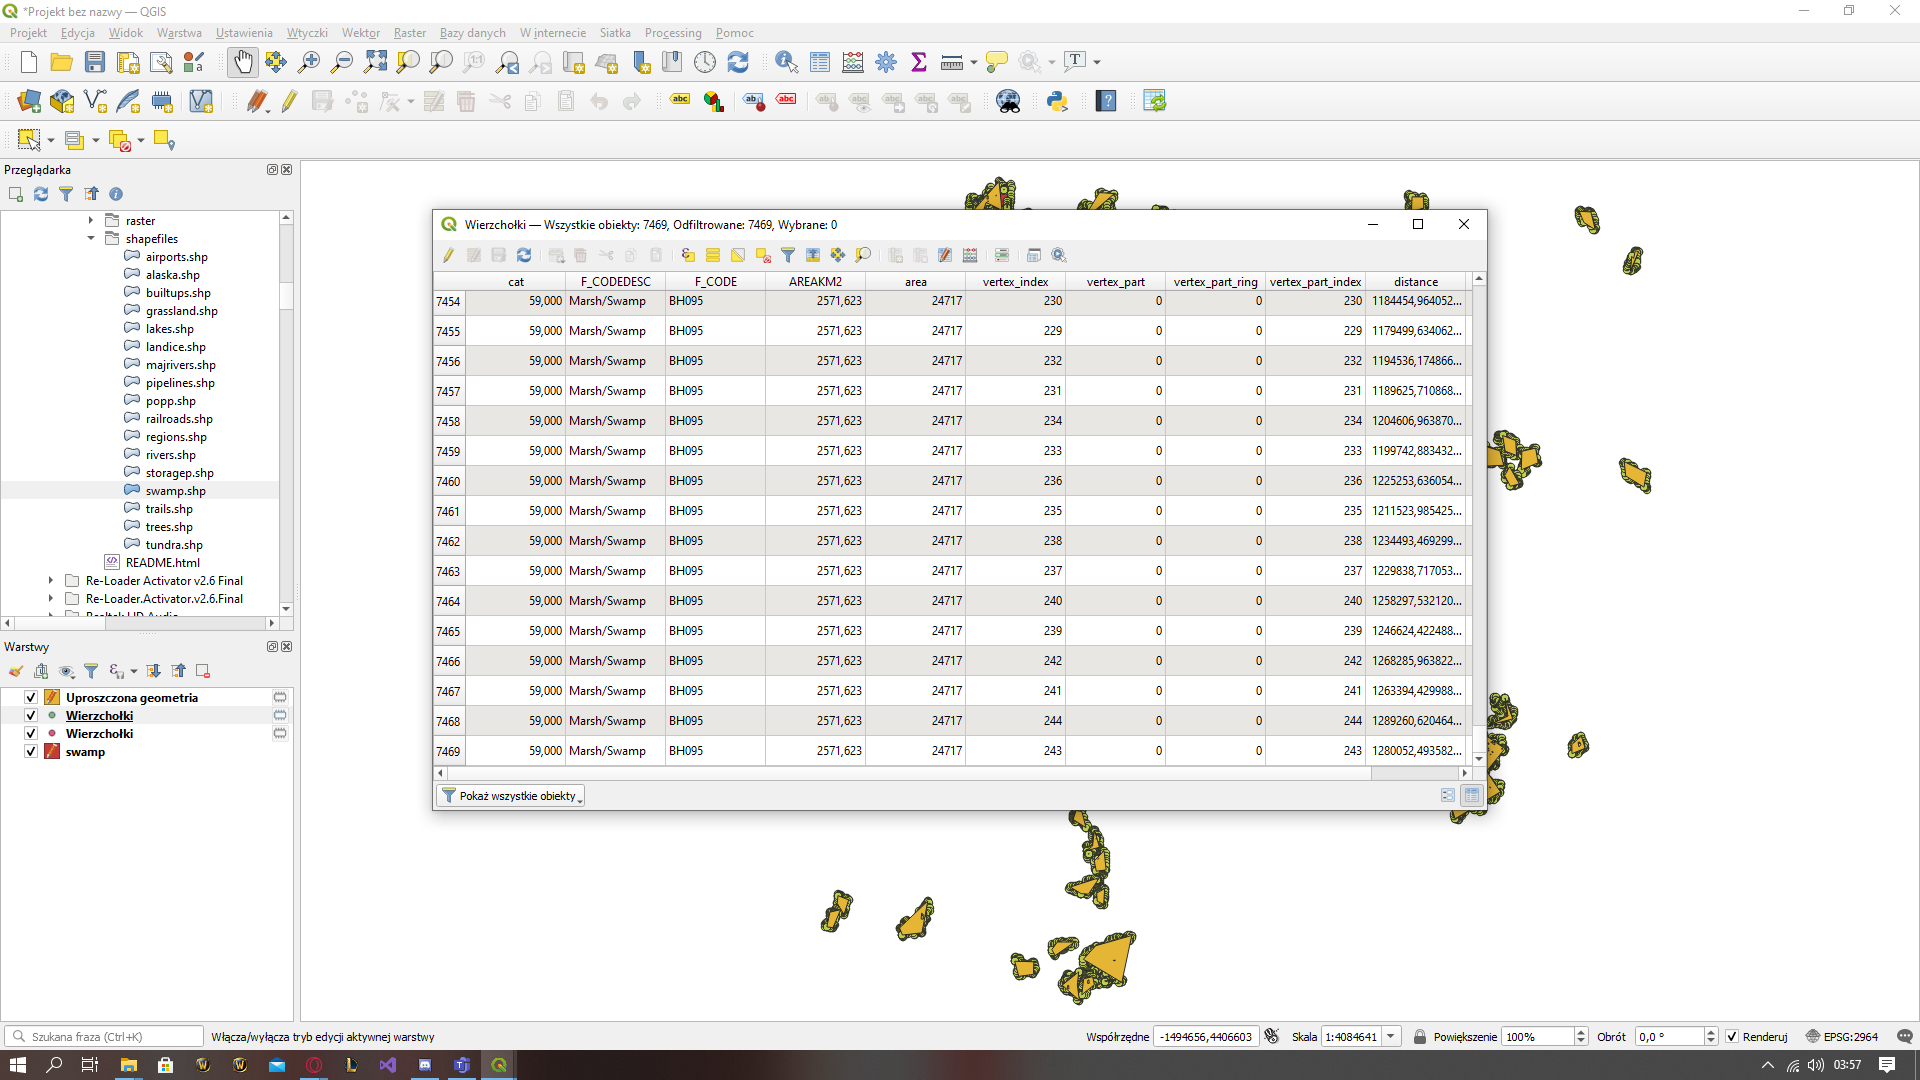 *Projekt bez nazwy — QGIS
Projekt Edycja Widok Warstwa Ustawienia Wtyczki Wektor Raster Bazy danych W internecie Siatka Processing Pomoc
Przeglądarka
raster
shapefiles
airports.shp
alaska.shp
builtups.shp
grassland.shp
lakes.shp
landice.shp
majrivers.shp
pipelines.shp
popp.shp
railroads.shp
regions.shp
rivers.shp
storagep.shp
swamp.shp
trails.shp
trees.shp
tundra.shp
README.html
Re-Loader Activator v2.6 Final
Re-Loader.Activator.v2.6.Final
Warstwy
Uproszczona geometria
Wierzchołki
Wierzchołki
swamp
Wierzchołki — Wszystkie obiekty: 7469, Odfiltrowane: 7469, Wybrane: 0
cat F_CODEDESC F_CODE AREAKM2 area vertex_index vertex_part vertex_part_ring vertex_part_index distance
7454 59,000 Marsh/Swamp BH095 2571,623 24717 230 0 0 230 1184454,964052...
7455 59,000 Marsh/Swamp BH095 2571,623 24717 229 0 0 229 1179499,634062...
7456 59,000 Marsh/Swamp BH095 2571,623 24717 232 0 0 232 1194536,174866...
7457 59,000 Marsh/Swamp BH095 2571,623 24717 231 0 0 231 1189625,710868...
7458 59,000 Marsh/Swamp BH095 2571,623 24717 234 0 0 234 1204606,963870...
7459 59,000 Marsh/Swamp BH095 2571,623 24717 233 0 0 233 1199742,883432...
7460 59,000 Marsh/Swamp BH095 2571,623 24717 236 0 0 236 1225253,636054...
7461 59,000 Marsh/Swamp BH095 2571,623 24717 235 0 0 235 1211523,985425...
7462 59,000 Marsh/Swamp BH095 2571,623 24717 238 0 0 238 1234493,469299...
7463 59,000 Marsh/Swamp BH095 2571,623 24717 237 0 0 237 1229838,717053...
7464 59,000 Marsh/Swamp BH095 2571,623 24717 240 0 0 240 1258297,532120...
7465 59,000 Marsh/Swamp BH095 2571,623 24717 239 0 0 239 1246624,422488...
7466 59,000 Marsh/Swamp BH095 2571,623 24717 242 0 0 242 1268285,963822...
7467 59,000 Marsh/Swamp BH095 2571,623 24717 241 0 0 241 1263394,429988...
7468 59,000 Marsh/Swamp BH095 2571,623 24717 244 0 0 244 1289260,620464...
7469 59,000 Marsh/Swamp BH095 2571,623 24717 243 0 0 243 1280052,493582...
Pokaż wszystkie obiekty
Szukana fraza (Ctrl+K) Włącza/wyłącza tryb edycji aktywnej warstwy Współrzędne -1494656,4406603 Skala 1:4084641 Powiększenie 100% Obrót 0,0 ° Renderuj EPSG:2964
03:57